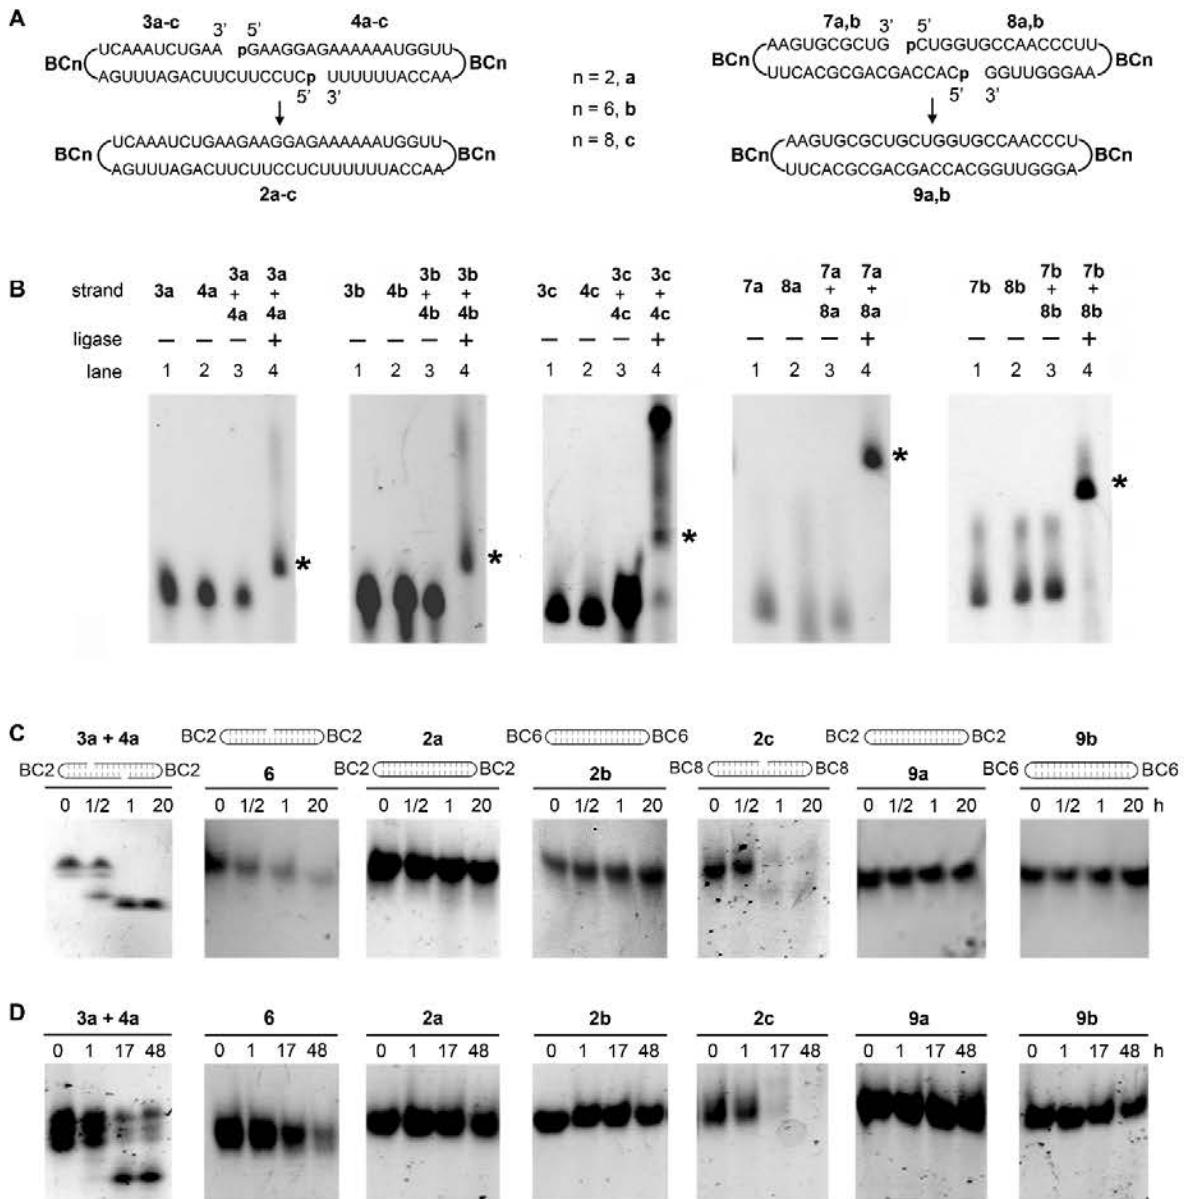 A
3a-c 3’ 5’ 4a-c
BCn UCAAAUCUGAA pGAAGGAGAAAAAAUGGUU BCn
AGUUUAGACUUCUUCCUCp UUUUUUACCAA
5’ 3’
BCn UCAAAUCUGAAGAAGGAGAAAAAAUGGUU BCn
AGUUUAGACUUCUUCCUCUUUUUUACCAA
2a-c
n = 2, a
n = 6, b
n = 8, c
7a,b 3’ 5’ 8a,b
BCn AAGUGCGCUG pCUGGUGCCAACCCUU BCn
UUCACGCGACGACCACp GGUUGGGAA
5’ 3’
BCn AAGUGCGCUGCUGGUGCCAACCCU BCn
UUCACGCGACGACCACGGUUGGGA
9a,b
B
strand 3a 4a 3a + 4a 3a + 4a 3b 4b 3b + 4b 3b + 4b 3c 4c 3c + 4c 3c + 4c 7a 8a 7a + 8a 7a + 8a 7b 8b 7b + 8b 7b + 8b
ligase − − − + − − − + − − − + − − − + − − − +
lane 1 2 3 4 1 2 3 4 1 2 3 4 1 2 3 4 1 2 3 4
* * * * *
C
3a + 4a BC2 BC2 2a BC6 BC6 2c BC2 BC2 9b
BC2 BC2 6 BC2 BC2 2b BC8 BC8 9a BC6 BC6
0 1/2 1 20 0 1/2 1 20 0 1/2 1 20 0 1/2 1 20 0 1/2 1 20 0 1/2 1 20 0 1/2 1 20 h
D
3a + 4a 6 2a 2b 2c 9a 9b
0 1 17 48 0 1 17 48 0 1 17 48 0 1 17 48 0 1 17 48 0 1 17 48 0 1 17 48 h